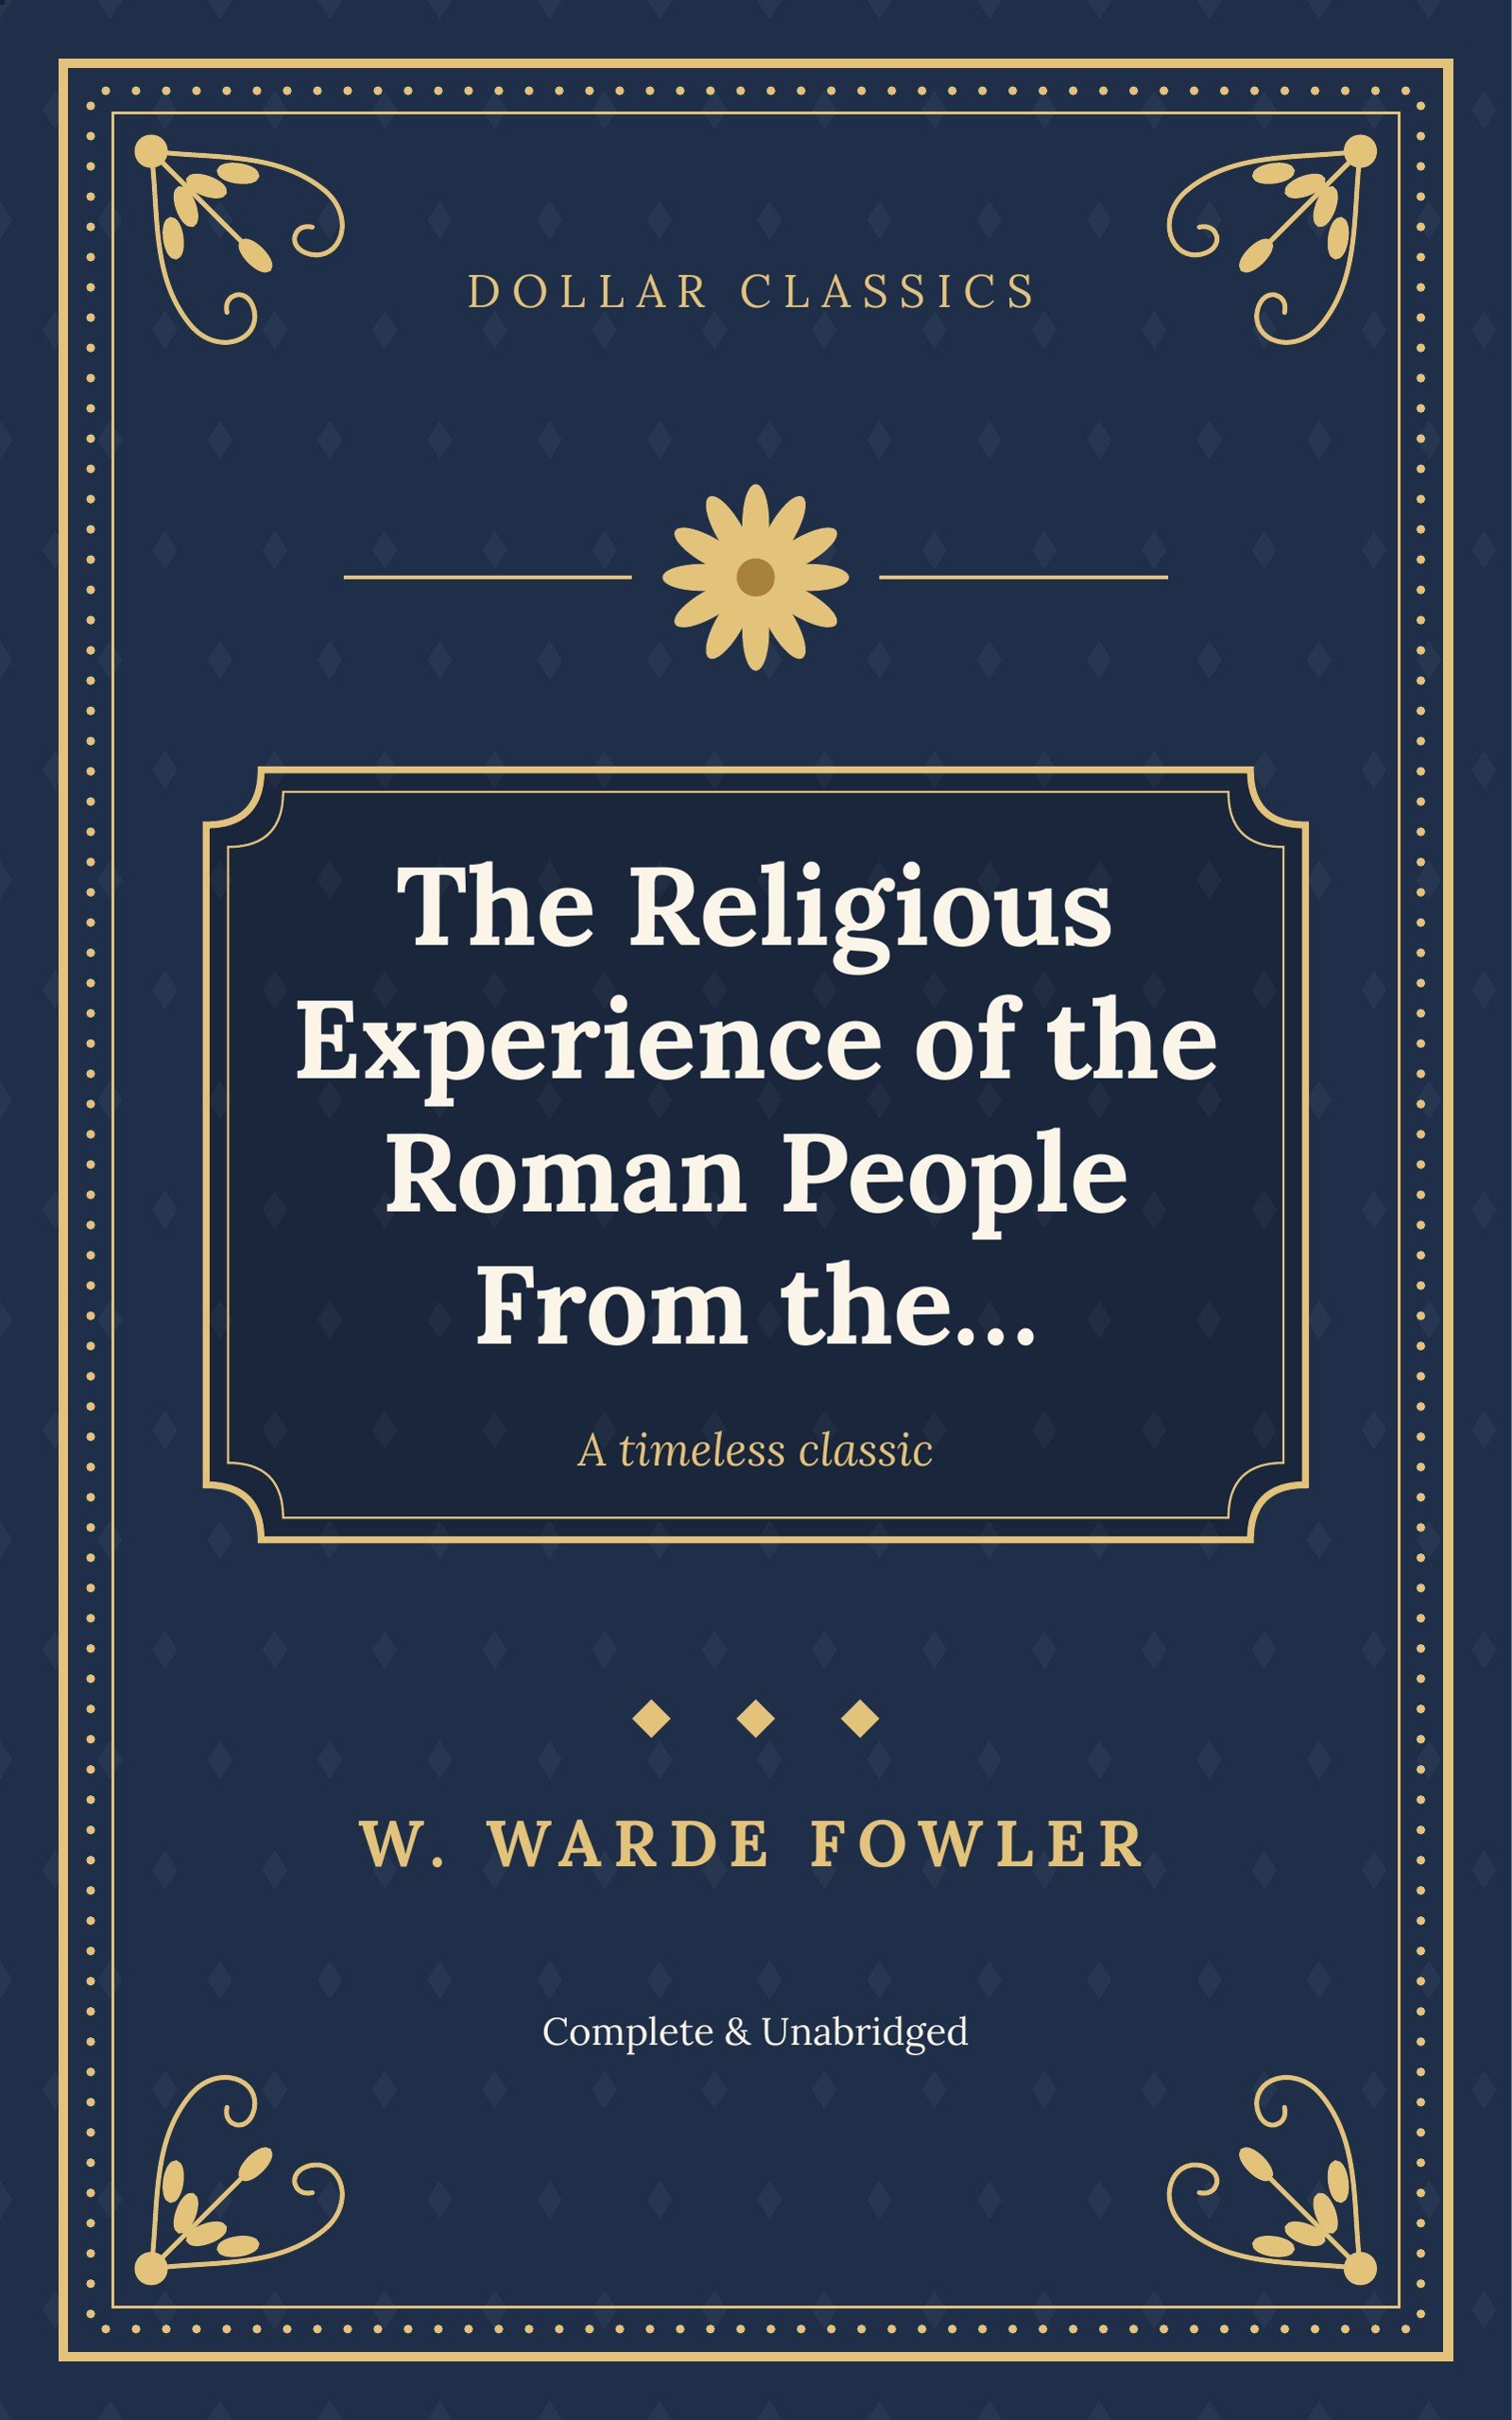 DOLLAR CLASSICS
The Religious
Experience of the
Roman People
From the...
A timeless classic
W. WARDE FOWLER
Complete & Unabridged